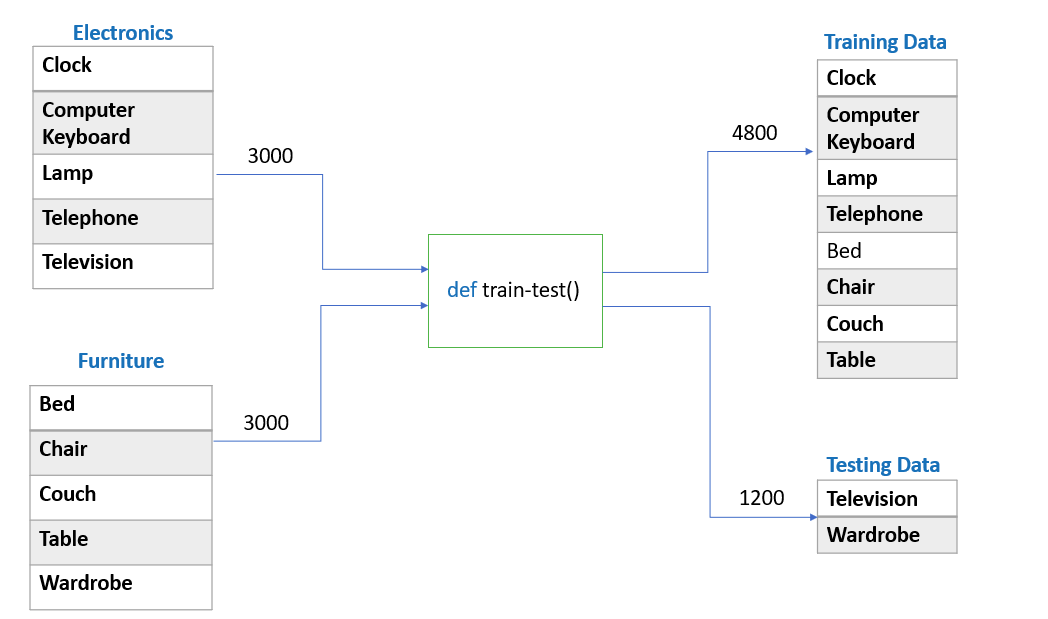 Electronics
Clock
Computer
Keyboard
Lamp
Telephone
Television
3000
Furniture
Bed
Chair
Couch
Table
Wardrobe
3000
def train-test()
4800
Training Data
Clock
Computer
Keyboard
Lamp
Telephone
Bed
Chair
Couch
Table
1200
Testing Data
Television
Wardrobe